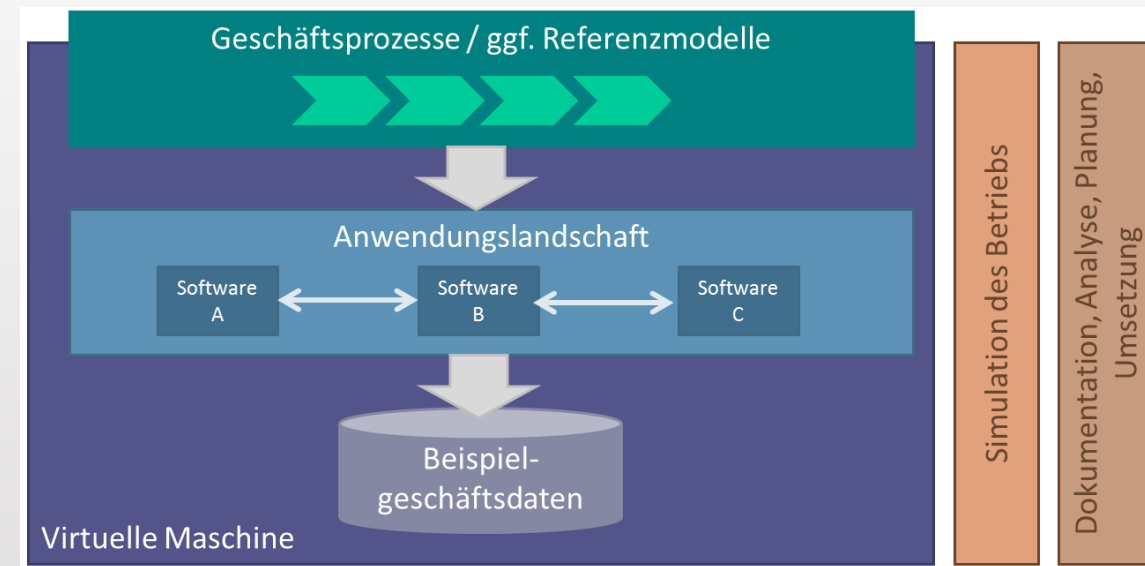 Geschäftsprozesse / ggf. Referenzmodelle
Anwendungslandschaft
Software
A
Software
B
Software
C
Beispiel-
geschäftsdaten
Virtuelle Maschine
Simulation des Betriebs
Dokumentation, Analyse, Planung,
Umsetzung